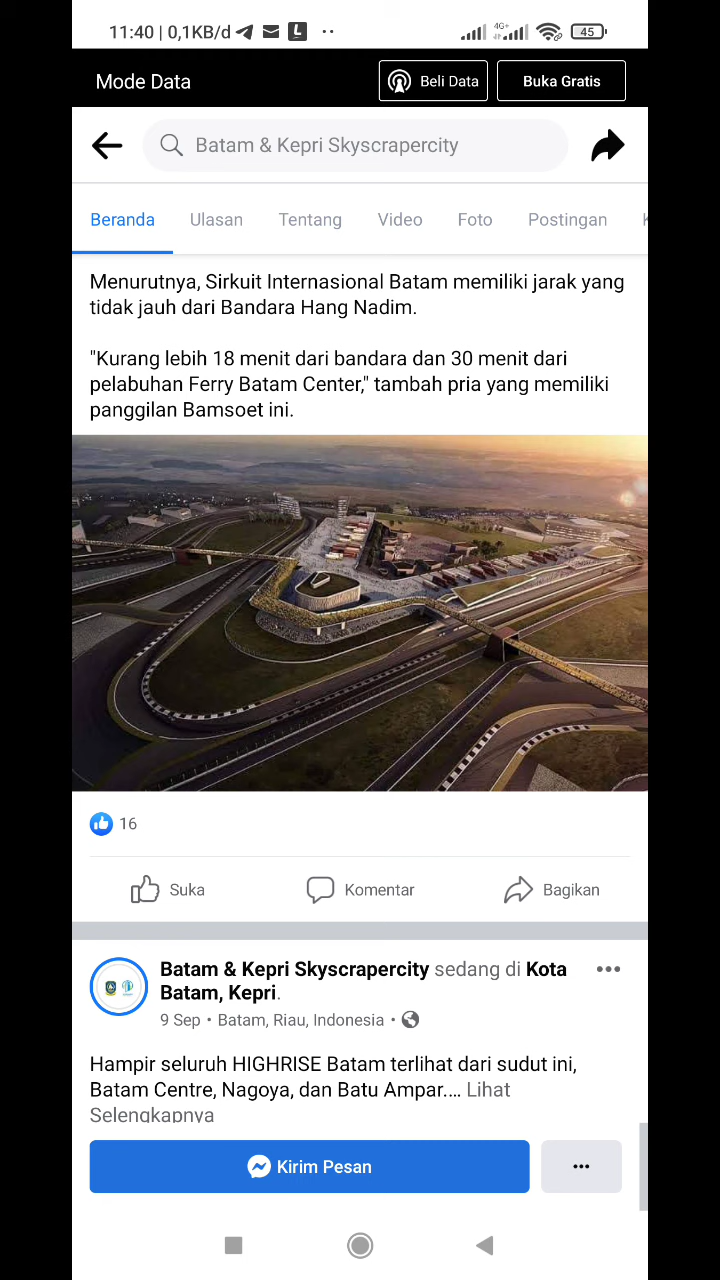 11:40 | 0,1KB/d
4G+
45
Mode Data
Beli Data
Buka Gratis
Batam & Kepri Skyscrapercity
Beranda
Ulasan
Tentang
Video
Foto
Postingan
Menurutnya, Sirkuit Internasional Batam memiliki jarak yang
tidak jauh dari Bandara Hang Nadim.
"Kurang lebih 18 menit dari bandara dan 30 menit dari
pelabuhan Ferry Batam Center," tambah pria yang memiliki
panggilan Bamsoet ini.
16
Suka
Komentar
Bagikan
Batam & Kepri Skyscrapercity sedang di Kota
Batam, Kepri.
9 Sep • Batam, Riau, Indonesia •
Hampir seluruh HIGHRISE Batam terlihat dari sudut ini,
Batam Centre, Nagoya, dan Batu Ampar.... Lihat
Selengkapnya
Kirim Pesan